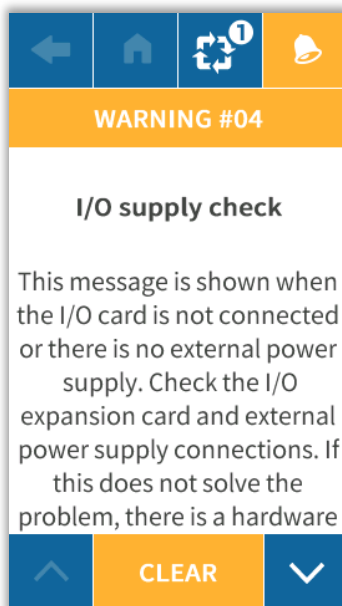 1
WARNING #04
I/O supply check
This message is shown when
the I/O card is not connected
or there is no external power
supply. Check the I/O
expansion card and external
power supply connections. If
this does not solve the
problem, there is a hardware
CLEAR